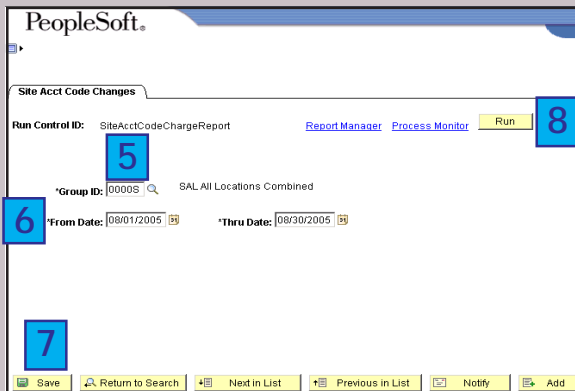 PeopleSoft®
Site Acct Code Changes
Run Control ID: SiteAcctCodeChargeReport Report Manager Process Monitor Run 8
5
*Group ID: 0000S SAL All Locations Combined
6 *From Date: 08/01/2005 31 *Thru Date: 08/30/2005 31
7
Save Return to Search Next in List Previous in List Notify Add